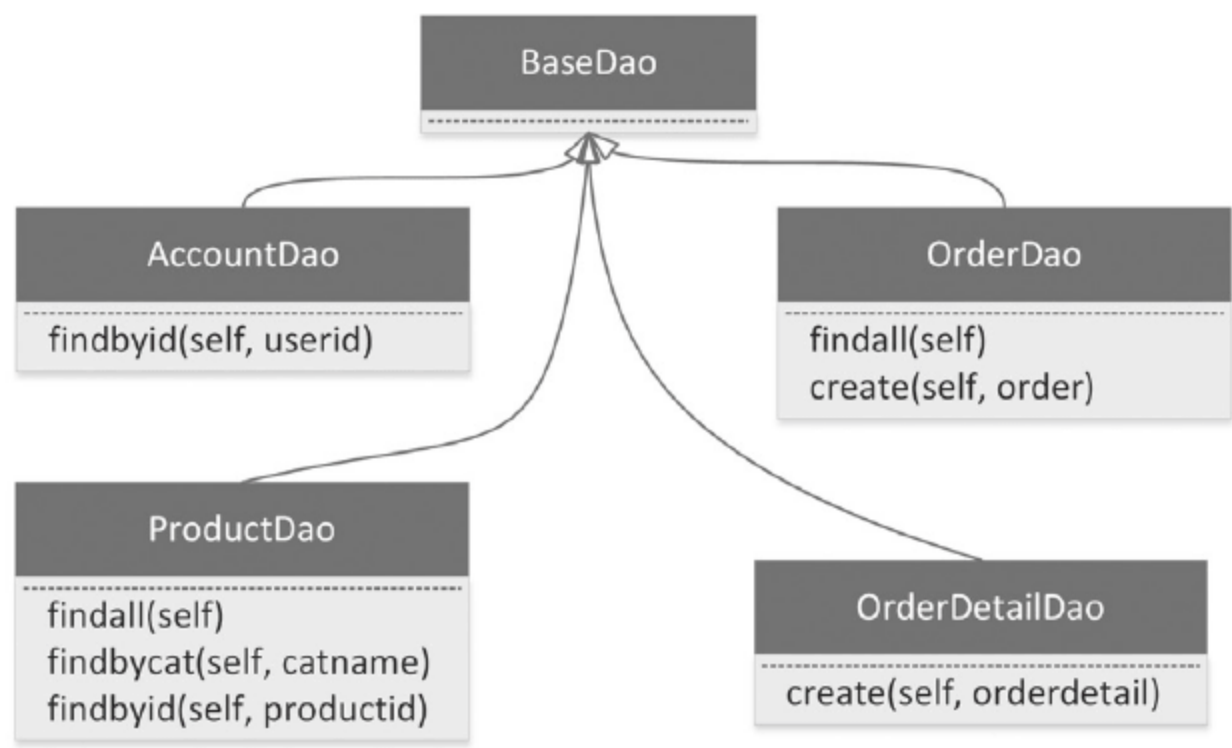 BaseDao
AccountDao
findbyid(self, userid)
OrderDao
findall(self)
create(self, order)
ProductDao
findall(self)
findbycat(self, catname)
findbyid(self, productid)
OrderDetailDao
create(self, orderdetail)